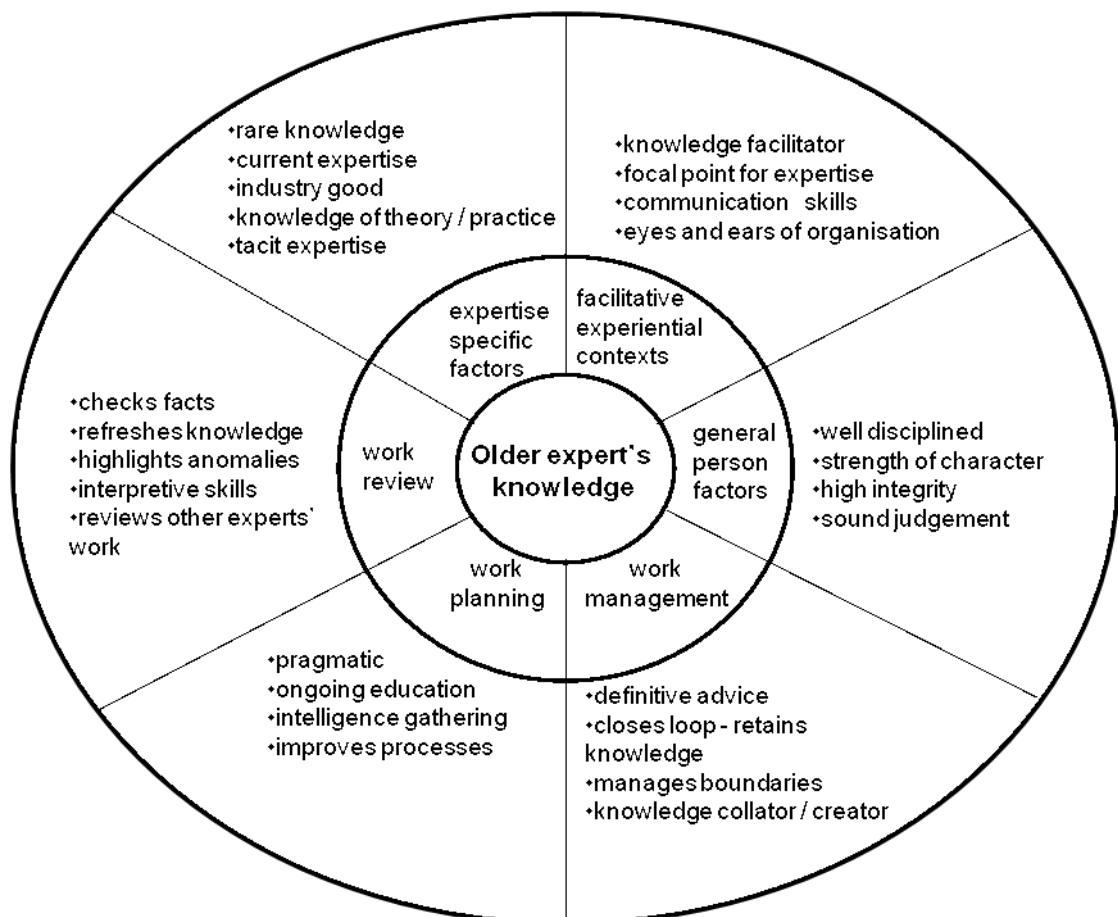 •rare knowledge
•current expertise
•industry good
•knowledge of theory / practice
•tacit expertise
•knowledge facilitator
•focal point for expertise
•communication skills
•eyes and ears of organisation
expertise
specific
factors
facilitative
experiential
contexts
•checks facts
•refreshes knowledge
•highlights anomalies
•interpretive skills
•reviews other experts'
work
work
review
Older expert's
knowledge
general
person
factors
•well disciplined
•strength of character
•high integrity
•sound judgement
work
planning
work
management
•pragmatic
•ongoing education
•intelligence gathering
•improves processes
•definitive advice
•closes loop - retains
knowledge
•manages boundaries
•knowledge collator / creator